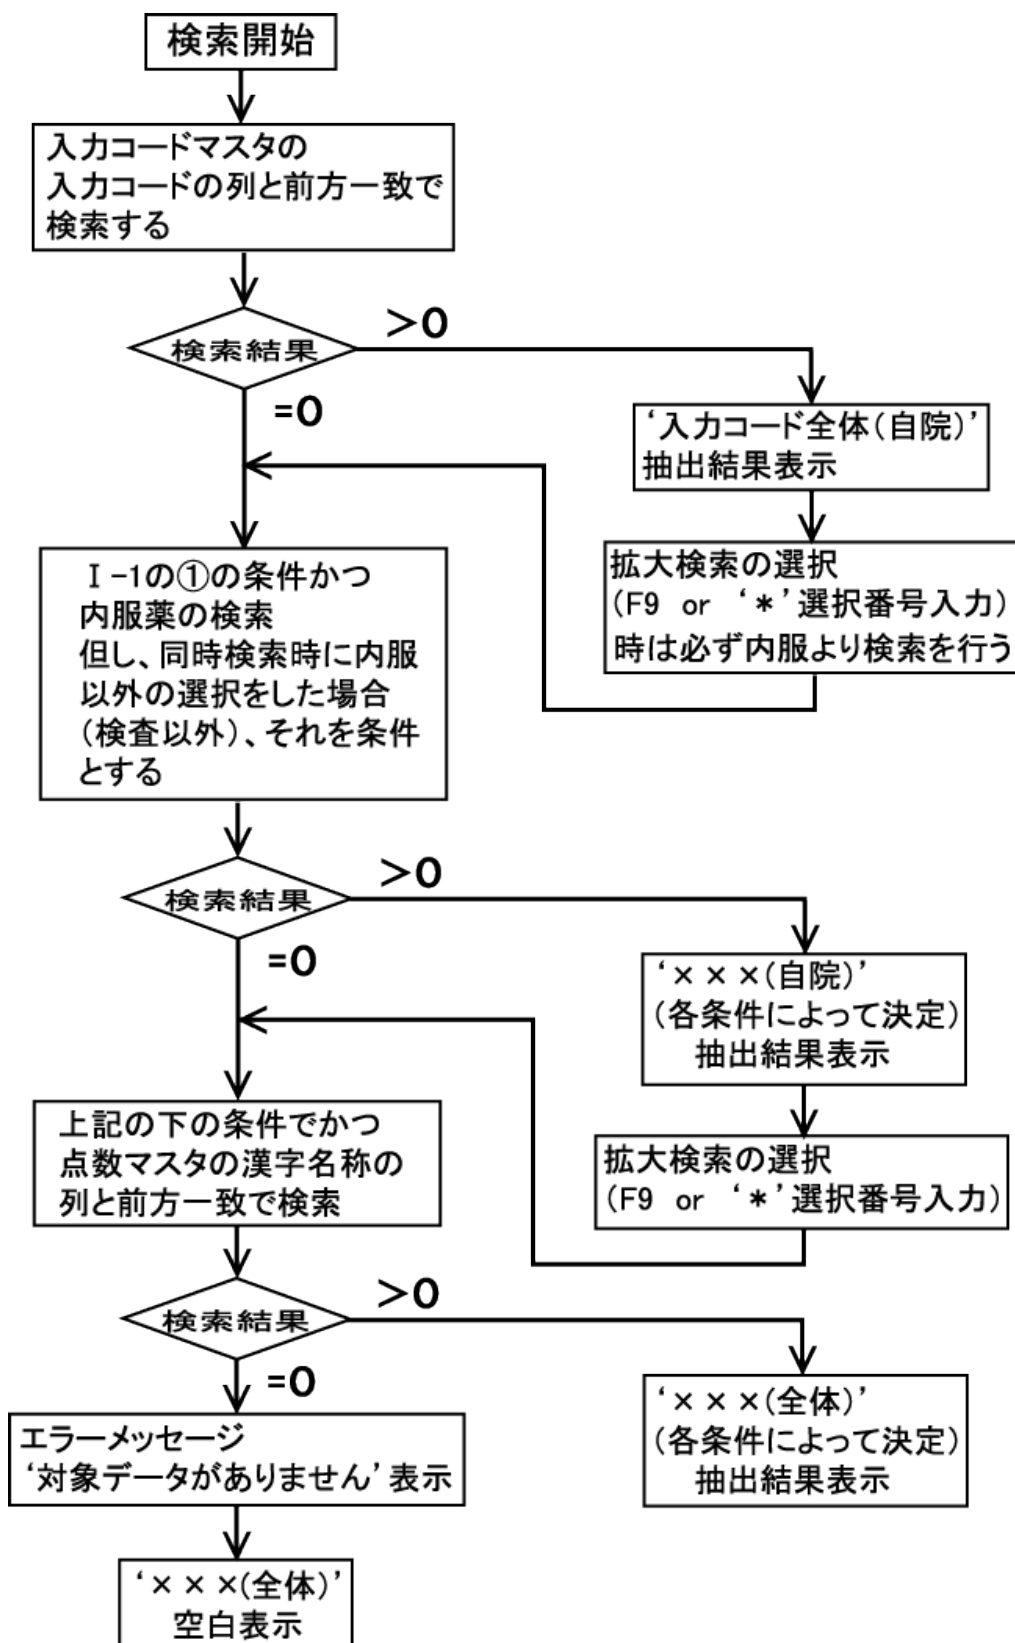 検索開始
入力コードマスタの
入力コードの列と前方一致で
検索する
検索結果
>0
=0
‘入力コード全体(自院)’
抽出結果表示
拡大検索の選択
(F9 or ‘*’選択番号入力)
時は必ず内服より検索を行う
Ⅰ-1の①の条件かつ
内服薬の検索
但し、同時検索時に内服
以外の選択をした場合
(検査以外)、それを条件
とする
検索結果
>0
=0
‘×××(自院)’
(各条件によって決定)
抽出結果表示
拡大検索の選択
(F9 or ‘*’選択番号入力)
上記の下の条件でかつ
点数マスタの漢字名称の
列と前方一致で検索
検索結果
>0
=0
‘×××(全体)’
(各条件によって決定)
抽出結果表示
エラーメッセージ
‘対象データがありません’表示
‘×××(全体)’
空白表示